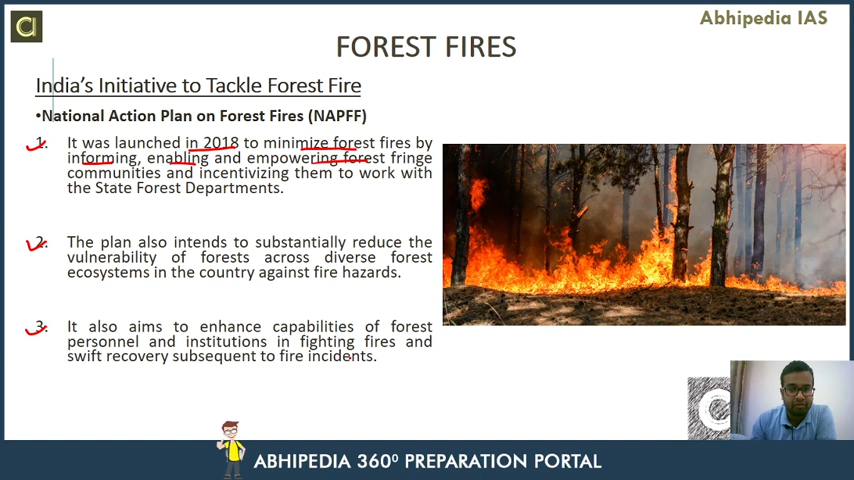 Abhipedia IAS
FOREST FIRES
India's Initiative to Tackle Forest Fire
•National Action Plan on Forest Fires (NAPFF)
1. It was launched in 2018 to minimize forest fires by
informing, enabling and empowering forest fringe
communities and incentivizing them to work with
the State Forest Departments.
2. The plan also intends to substantially reduce the
vulnerability of forests across diverse forest
ecosystems in the country against fire hazards.
3. It also aims to enhance capabilities of forest
personnel and institutions in fighting fires and
swift recovery subsequent to fire incidents.
ABHIPEDIA 360⁰ PREPARATION PORTAL